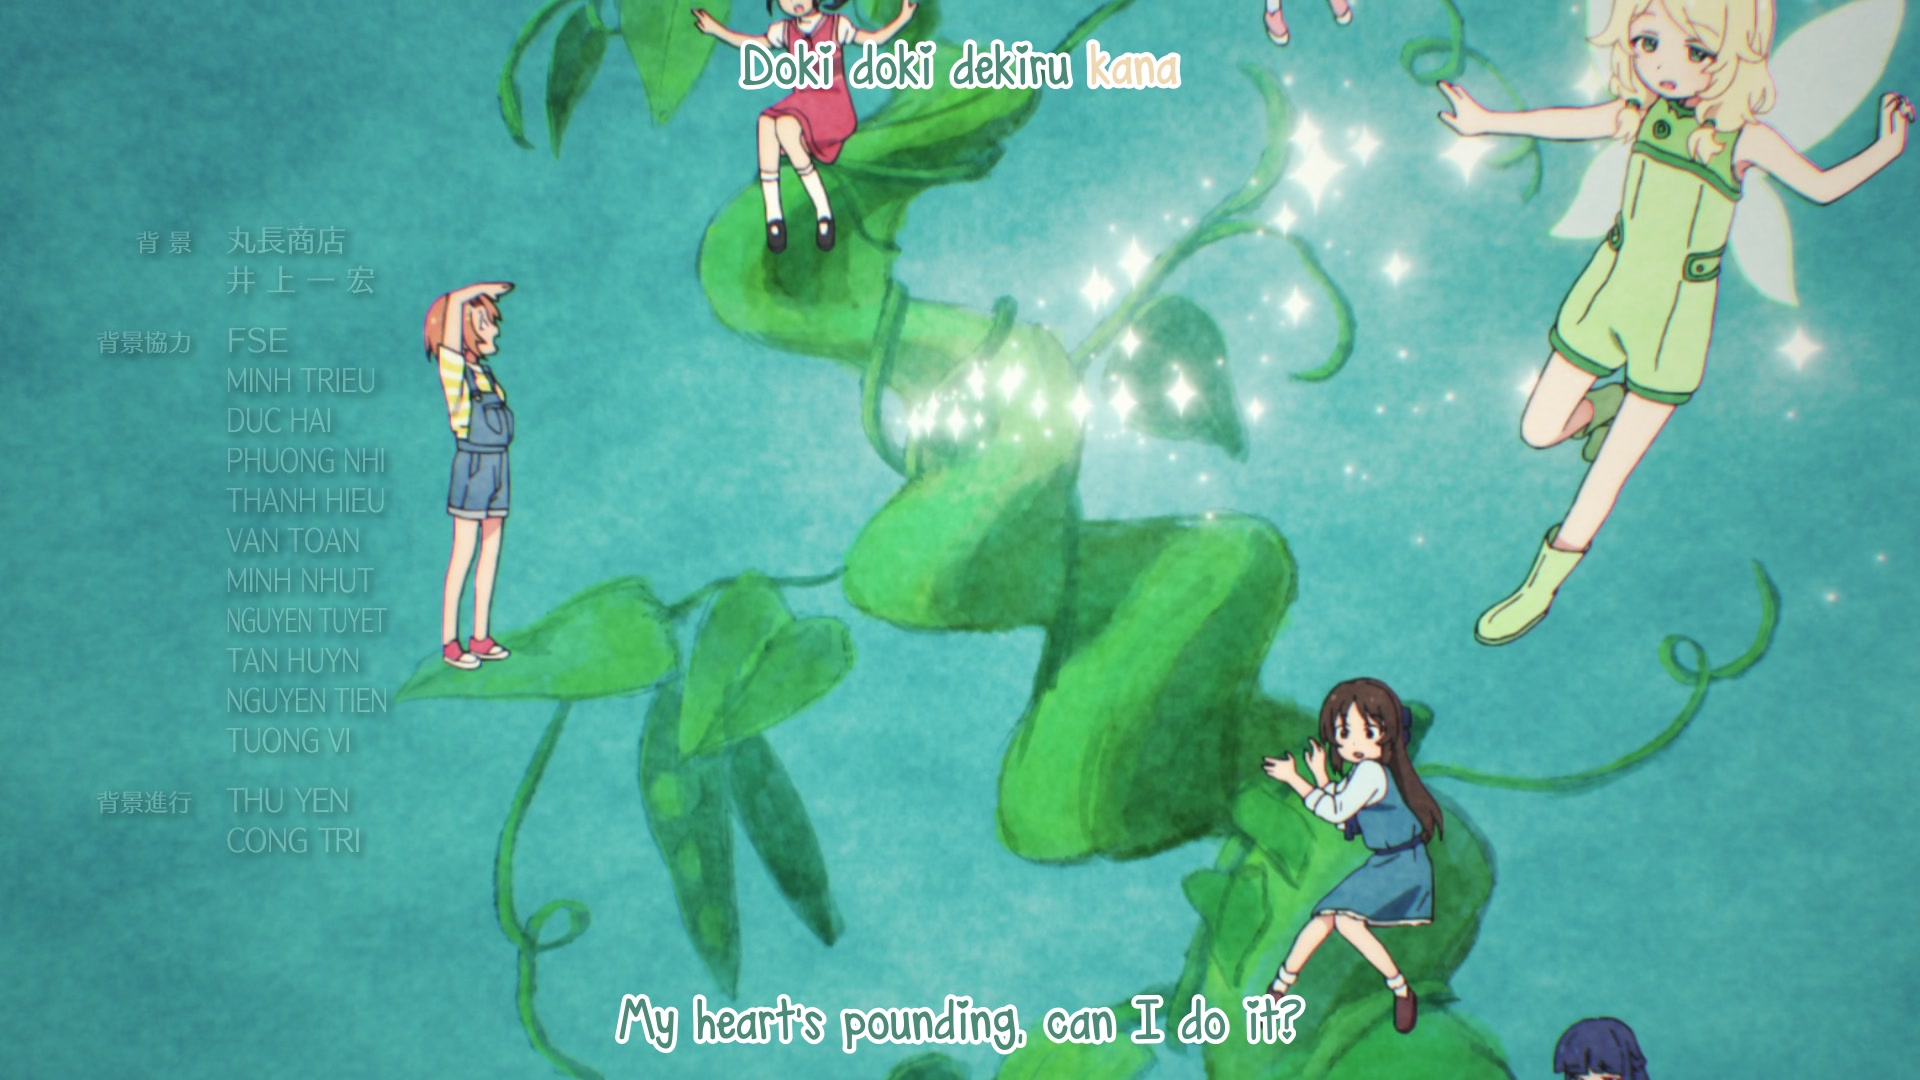 Doki doki dekiru kana
背景 丸長商店
井上一宏
背景協力 FSE
MINH TRIEU
DUC HAI
PHUONG NHI
THANH HIEU
VAN TOAN
MINH NHUT
NGUYEN TUYET
TAN HUYN
NGUYEN TIEN
TUONG VI
背景進行 THU YEN
CONG TRI
My heart's pounding, can I do it?